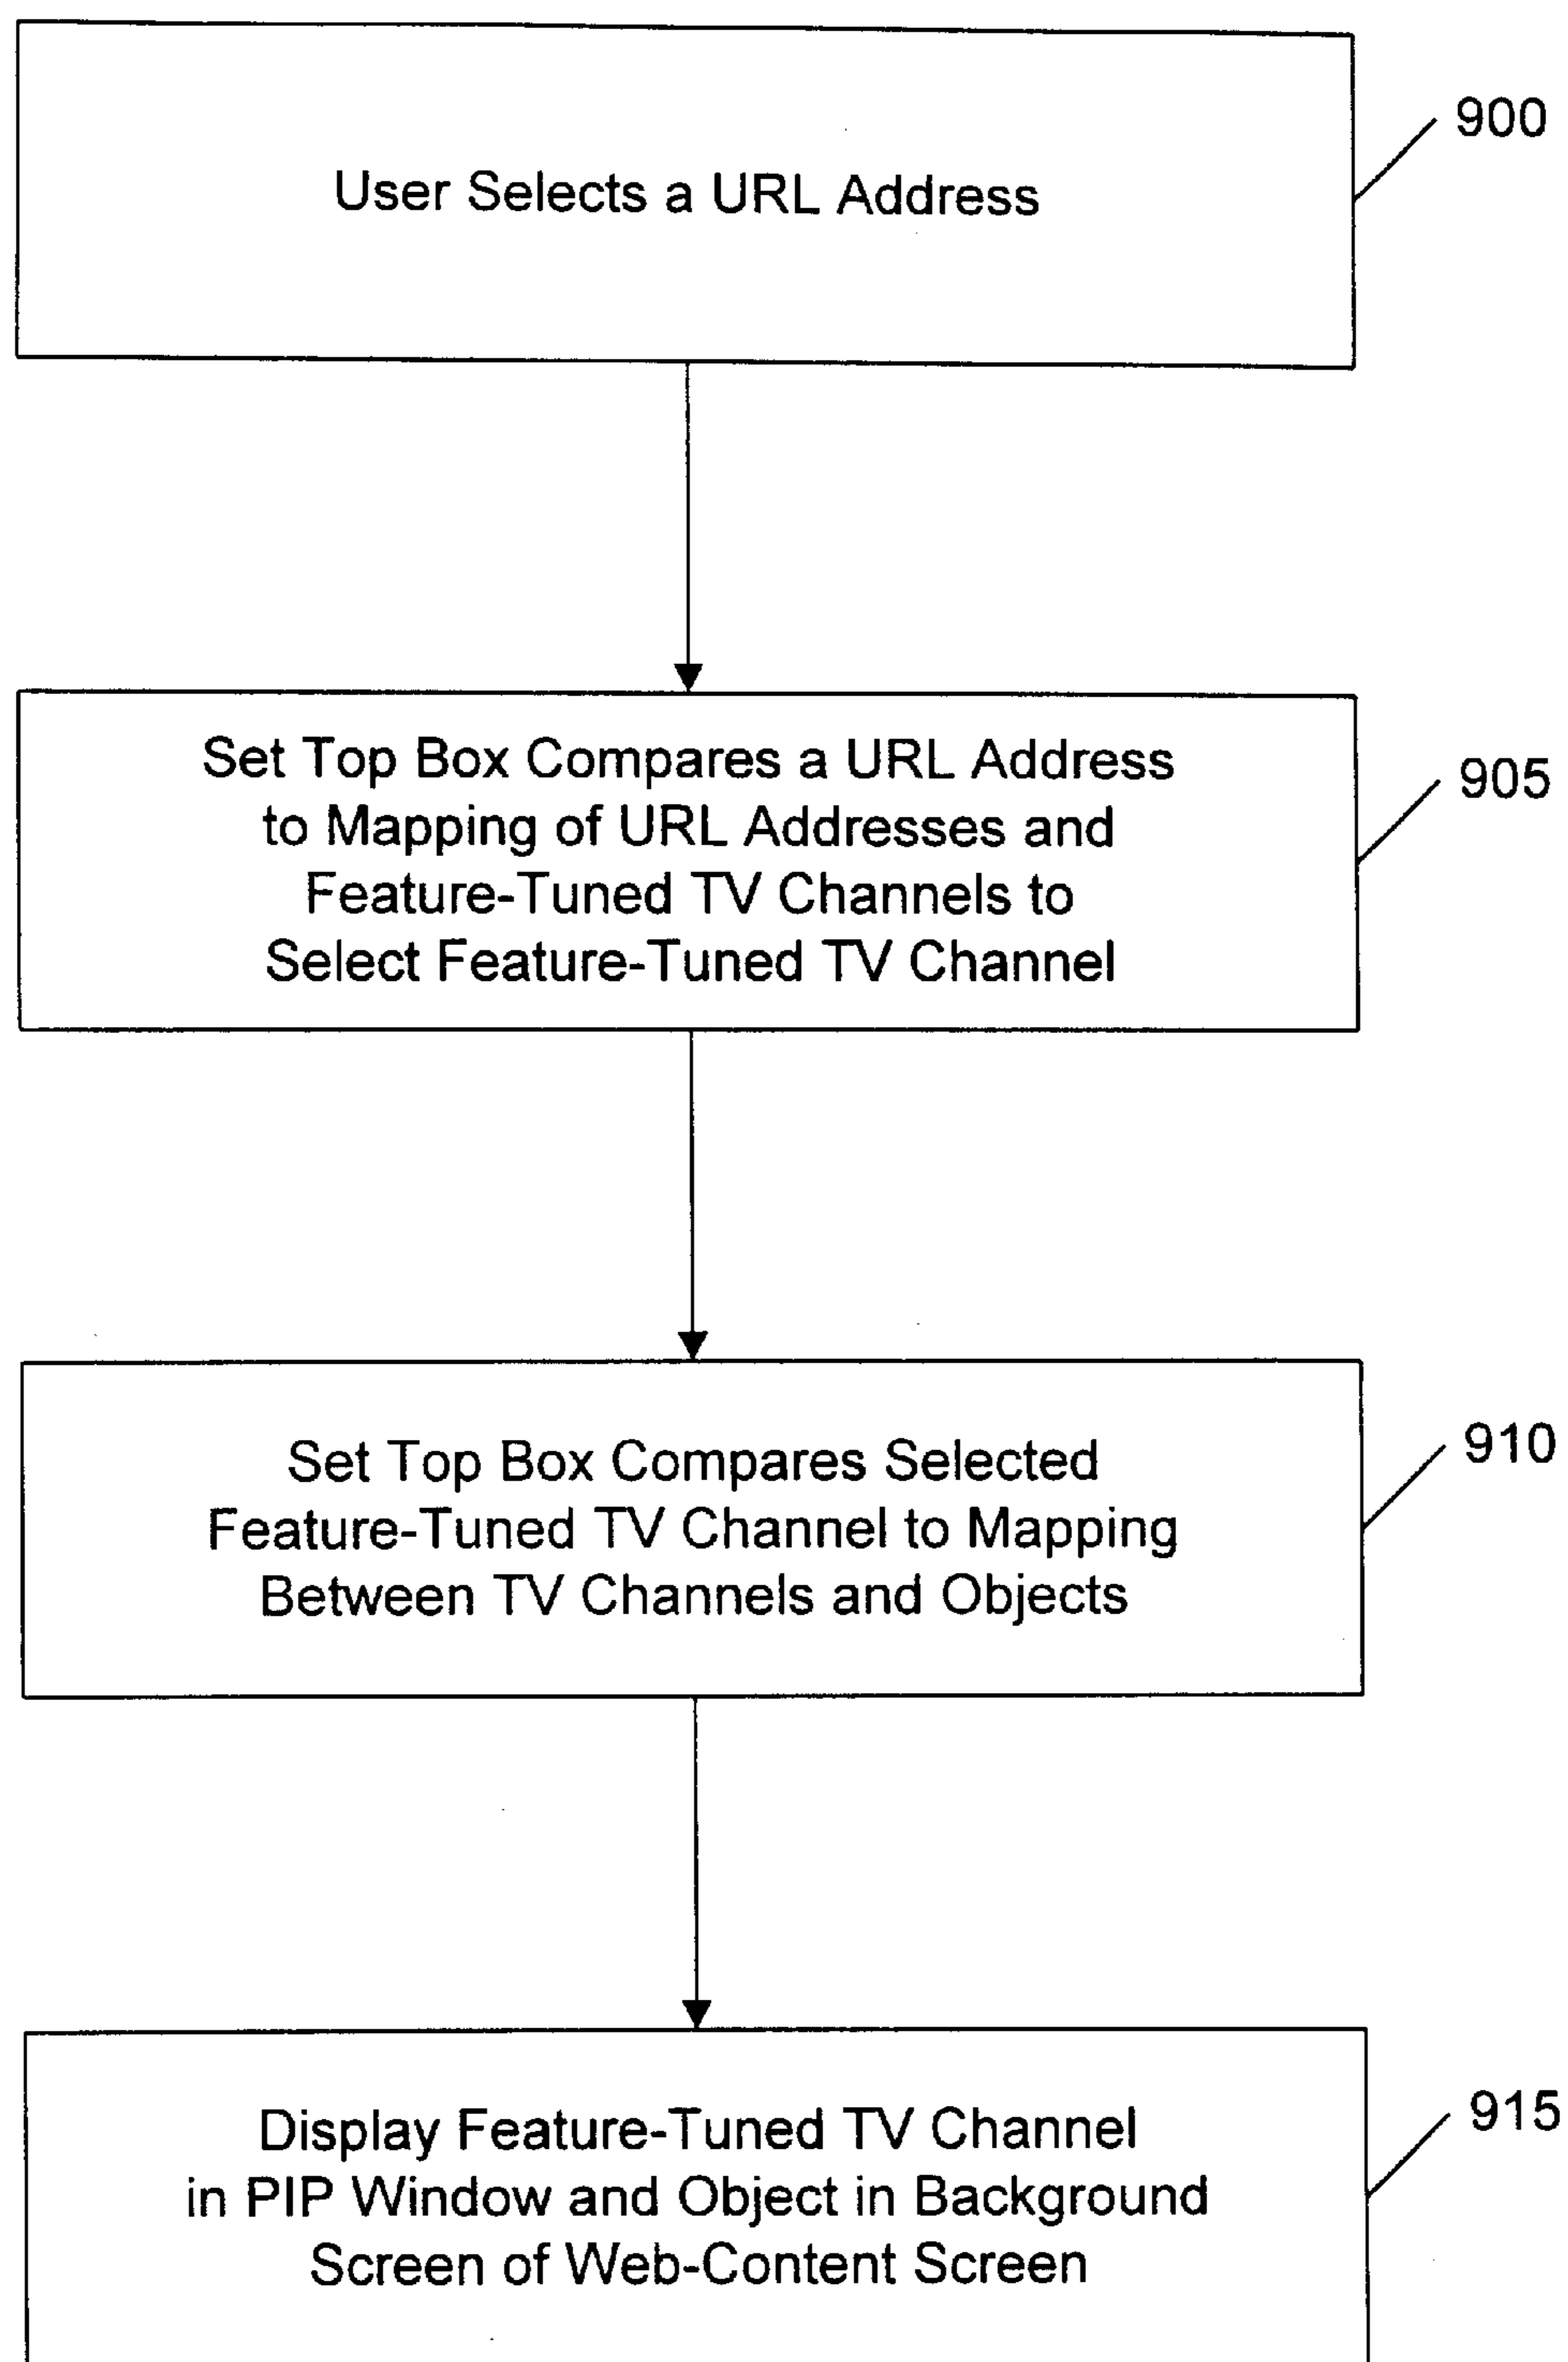 User Selects a URL Address
900
Set Top Box Compares a URL Address
to Mapping of URL Addresses and
Feature-Tuned TV Channels to
Select Feature-Tuned TV Channel
905
Set Top Box Compares Selected
Feature-Tuned TV Channel to Mapping
Between TV Channels and Objects
910
Display Feature-Tuned TV Channel
in PIP Window and Object in Background
Screen of Web-Content Screen
915